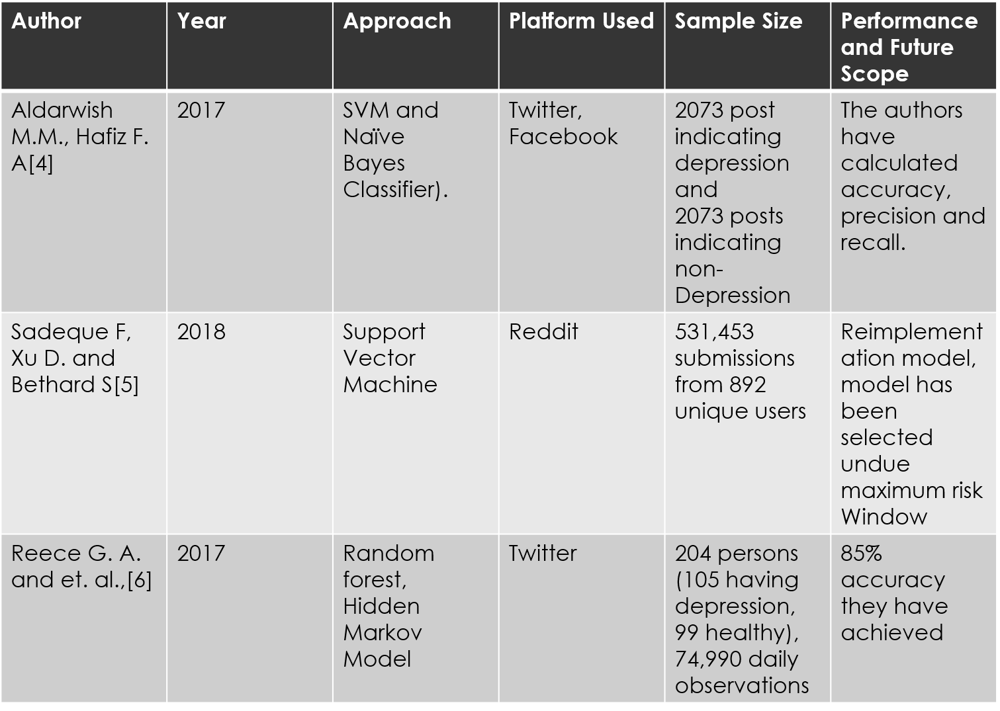 Author
Year
Approach
Platform Used
Sample Size
Performance
and Future
Scope
Aldarwish
M.M., Hafiz F.
A[4]
2017
SVM and
Naïve
Bayes
Classifier).
Twitter,
Facebook
2073 post
indicating
depression
and
2073 posts
indicating
non-
Depression
The authors
have
calculated
accuracy,
precision and
recall.
Sadeque F,
Xu D. and
Bethard S[5]
2018
Support
Vector
Machine
Reddit
531,453
submissions
from 892
unique users
Reimplement
ation model,
model has
been
selected
undue
maximum risk
Window
Reece G. A.
and et. al.,[6]
2017
Random
forest,
Hidden
Markov
Model
Twitter
204 persons
(105 having
depression,
99 healthy),
74,990 daily
observations
85%
accuracy
they have
achieved